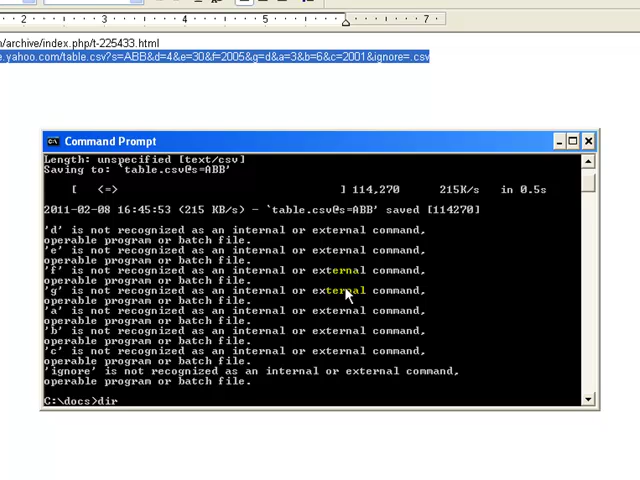 2 3 4 5 7
/archive/index.php/t-225433.html
.yahoo.com/table.csv?s=ABB&d=4&e=30&f=2005&g=d&a=3&b=6&c=2001&ignore=.csv
Command Prompt
Length: unspecified [text/csv]
Saving to: `table.csv@s=ABB'
[ <=> ] 114,270 215K/s in 0.5s
2011-02-08 16:45:53 (215 KB/s) - `table.csv@s=ABB' saved [114270]
'd' is not recognized as an internal or external command,
operable program or batch file.
'e' is not recognized as an internal or external command,
operable program or batch file.
'f' is not recognized as an internal or external command,
operable program or batch file.
'g' is not recognized as an internal or external command,
operable program or batch file.
'a' is not recognized as an internal or external command,
operable program or batch file.
'b' is not recognized as an internal or external command,
operable program or batch file.
'c' is not recognized as an internal or external command,
operable program or batch file.
'ignore' is not recognized as an internal or external command,
operable program or batch file.
C:\docs>dir